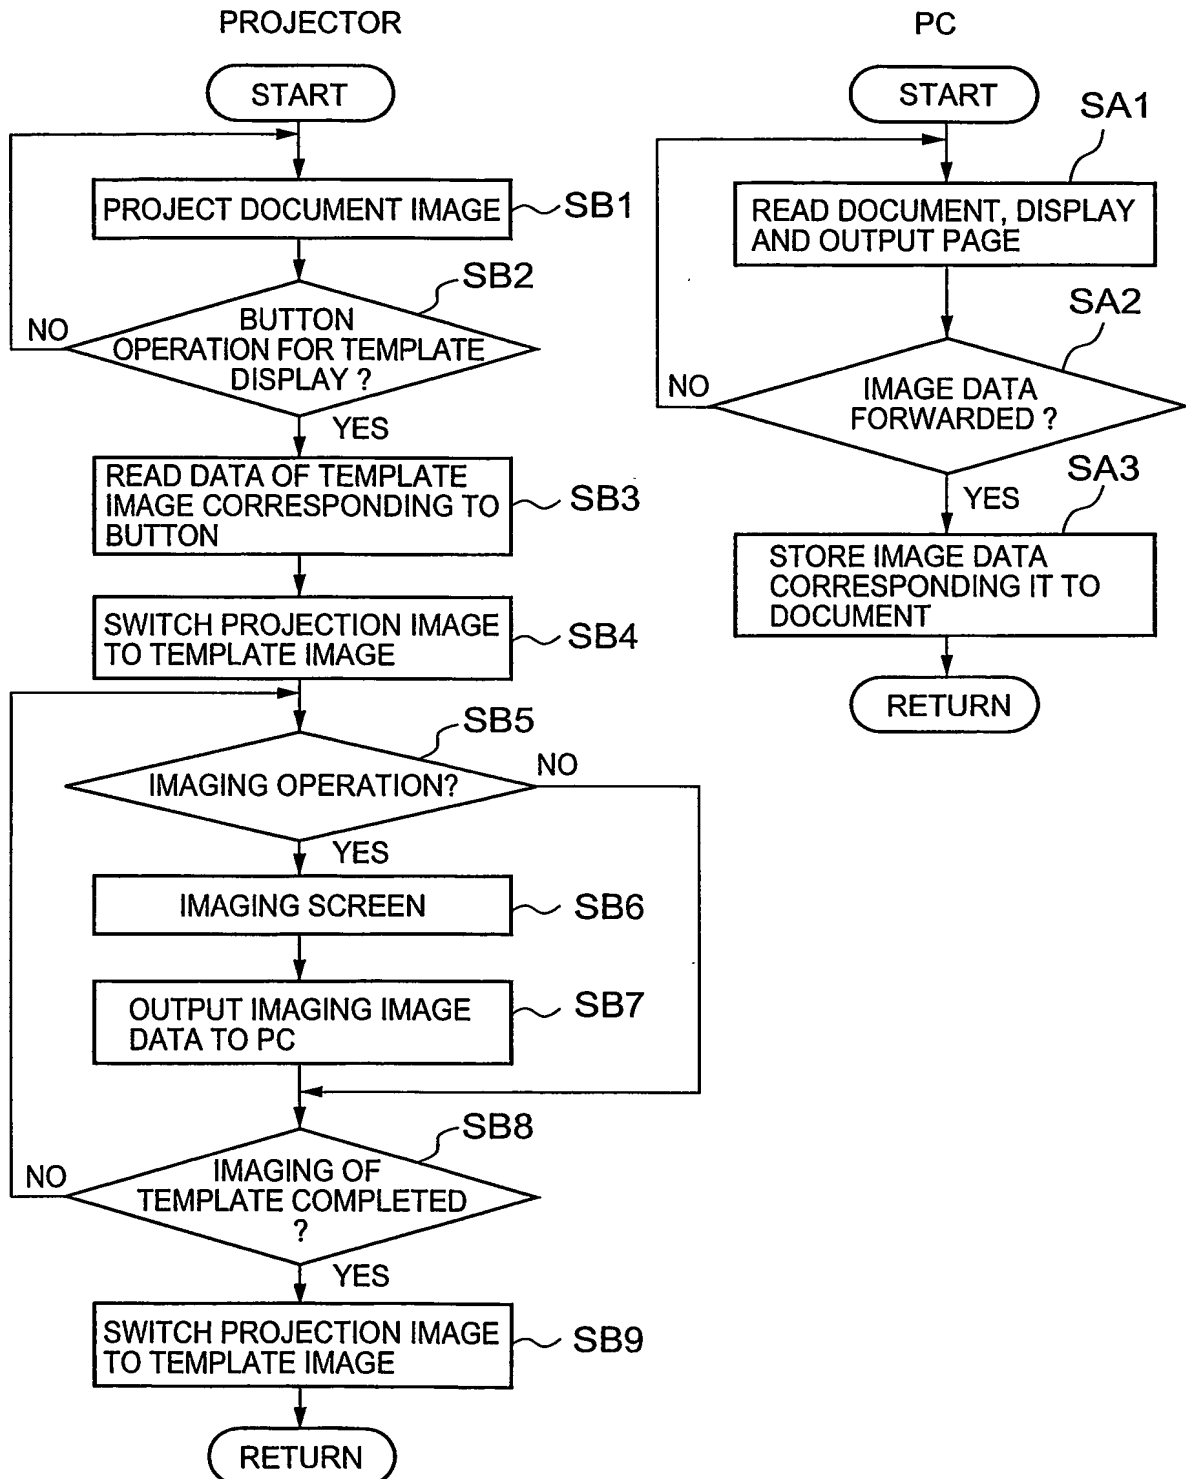 PROJECTOR
START
PROJECT DOCUMENT IMAGE
SB1
SB2
BUTTON
OPERATION FOR TEMPLATE
DISPLAY ?
NO
YES
READ DATA OF TEMPLATE
IMAGE CORRESPONDING TO
BUTTON
SB3
SWITCH PROJECTION IMAGE
TO TEMPLATE IMAGE
SB4
SB5
IMAGING OPERATION?
NO
YES
IMAGING SCREEN
SB6
OUTPUT IMAGING IMAGE
DATA TO PC
SB7
SB8
IMAGING OF
TEMPLATE COMPLETED
?
NO
YES
SWITCH PROJECTION IMAGE
TO TEMPLATE IMAGE
SB9
RETURN
PC
START
SA1
READ DOCUMENT, DISPLAY
AND OUTPUT PAGE
SA2
IMAGE DATA
FORWARDED ?
NO
YES
SA3
STORE IMAGE DATA
CORRESPONDING IT TO
DOCUMENT
RETURN